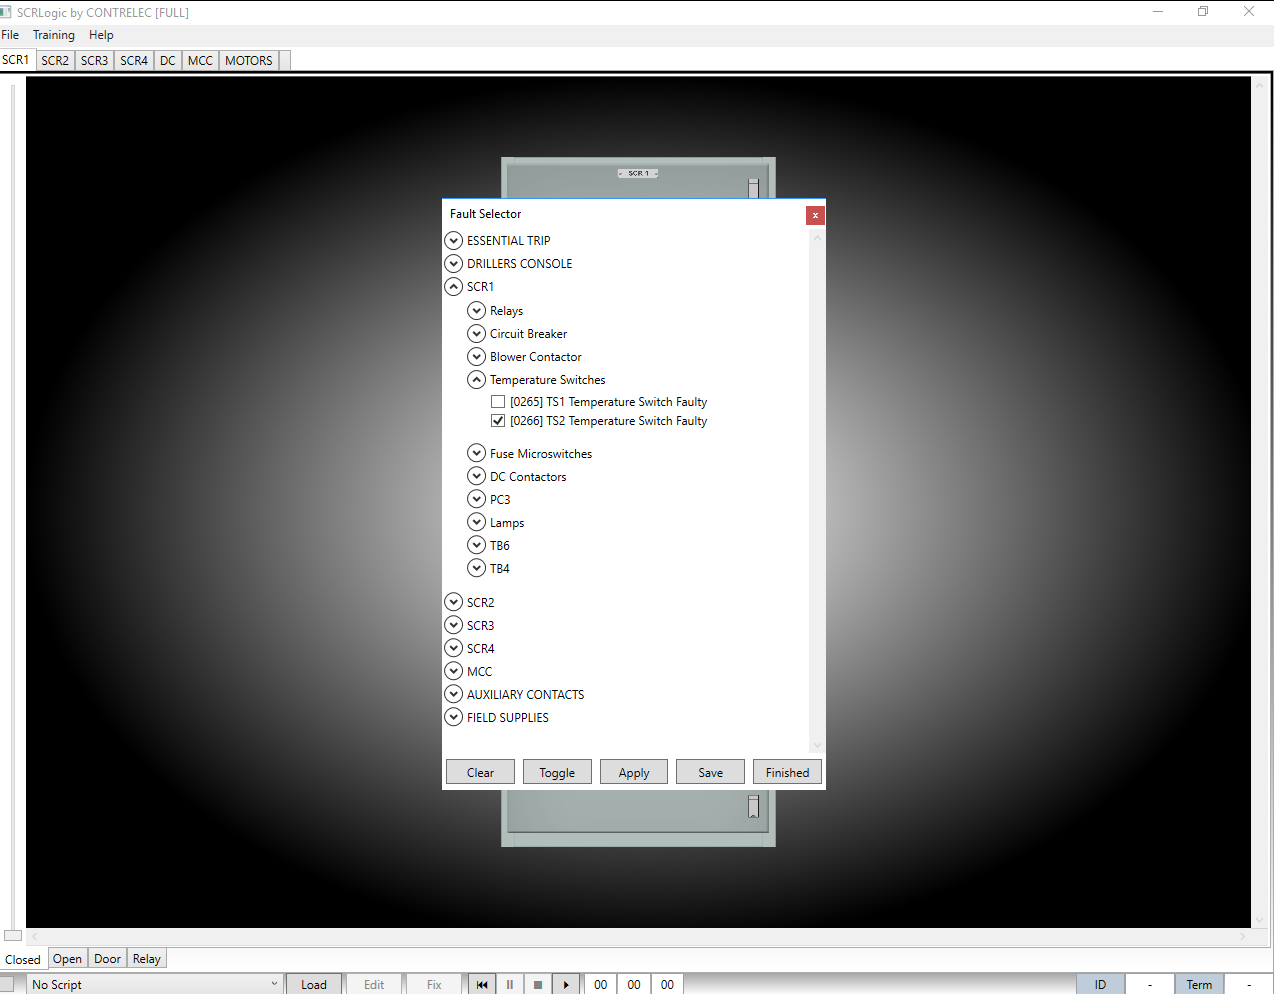 SCRLogic by CONTRELEC [FULL]
File Training Help
SCR1 SCR2 SCR3 SCR4 DC MCC MOTORS
SCR 1
Fault Selector
x
ESSENTIAL TRIP
DRILLERS CONSOLE
SCR1
Relays
Circuit Breaker
Blower Contactor
Temperature Switches
[0265] TS1 Temperature Switch Faulty
[0266] TS2 Temperature Switch Faulty
Fuse Microswitches
DC Contactors
PC3
Lamps
TB6
TB4
SCR2
SCR3
SCR4
MCC
AUXILIARY CONTACTS
FIELD SUPPLIES
Clear Toggle Apply Save Finished
Closed Open Door Relay
No Script Load Edit Fix 00 00 00 ID - Term -